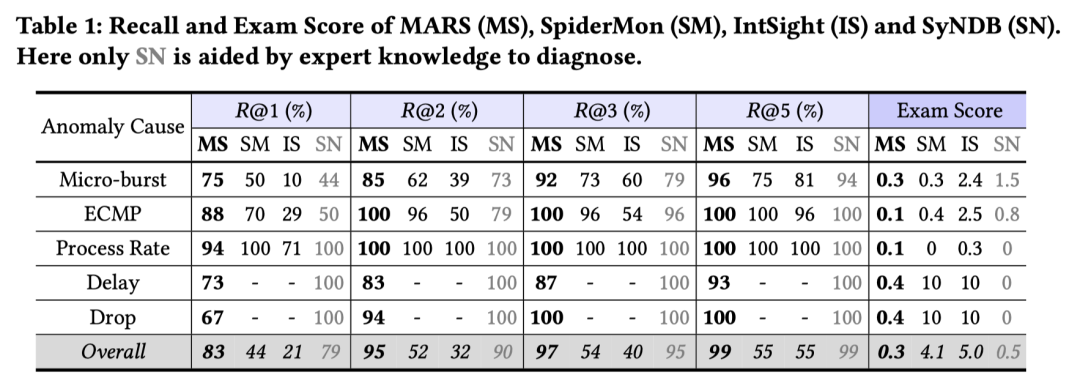 Table 1: Recall and Exam Score of MARS (MS), SpiderMon (SM), IntSight (IS) and SyNDB (SN).
Here only SN is aided by expert knowledge to diagnose.
Anomaly Cause R@1 (%) R@2 (%) R@3 (%) R@5 (%) Exam Score
MS SM IS SN MS SM IS SN MS SM IS SN MS SM IS SN MS SM IS SN
Micro-burst 75 50 10 44 85 62 39 73 92 73 60 79 96 75 81 94 0.3 0.3 2.4 1.5
ECMP 88 70 29 50 100 96 50 79 100 96 54 96 100 100 96 100 0.1 0.4 2.5 0.8
Process Rate 94 100 71 100 100 100 100 100 100 100 100 100 100 100 100 100 0.1 0 0.3 0
Delay 73 - - 100 83 - - 100 87 - - 100 93 - - 100 0.4 10 10 0
Drop 67 - - 100 94 - - 100 100 - - 100 100 - - 100 0.4 10 10 0
Overall 83 44 21 79 95 52 32 90 97 54 40 95 99 55 55 99 0.3 4.1 5.0 0.5